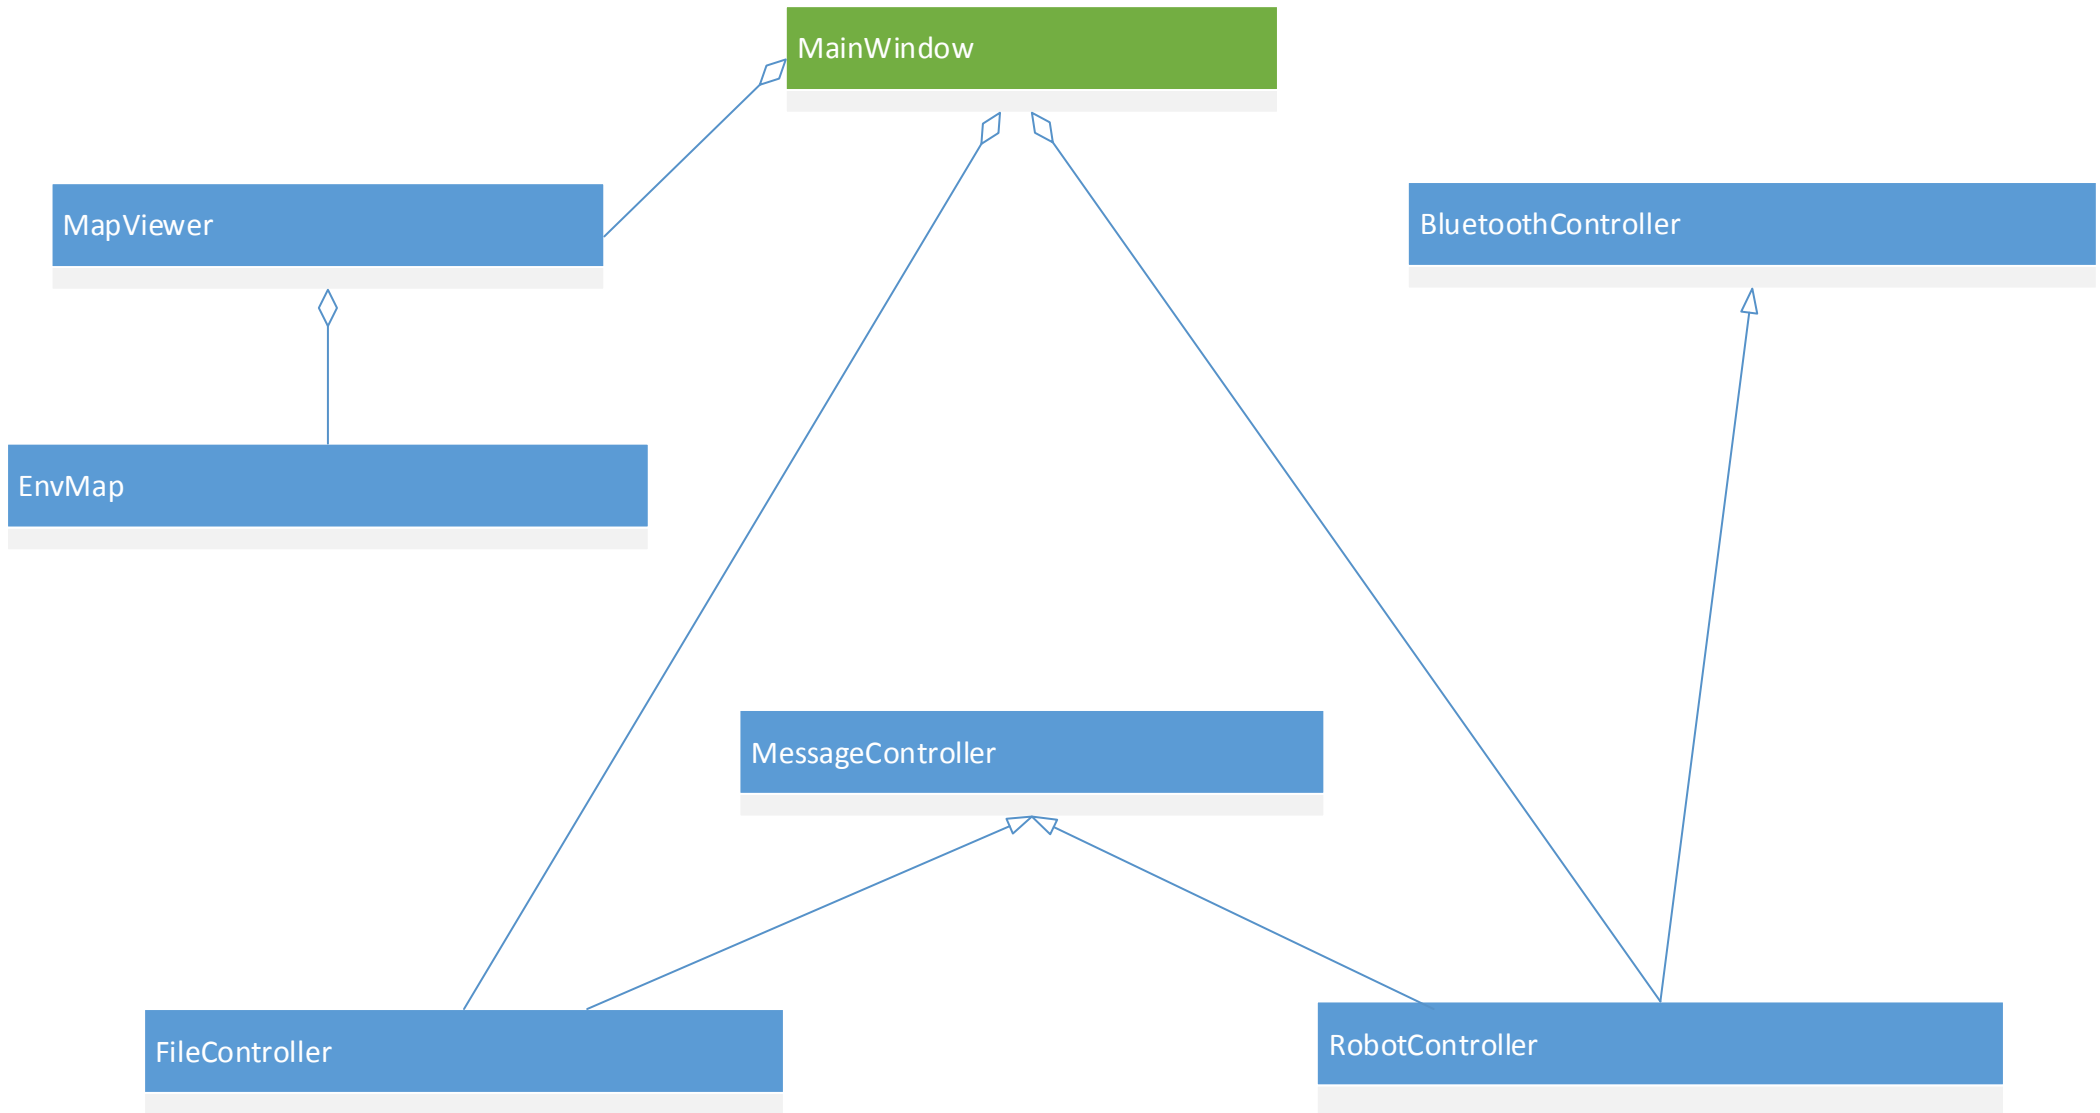 MainWindow
MapViewer
BluetoothController
EnvMap
MessageController
FileController
RobotController